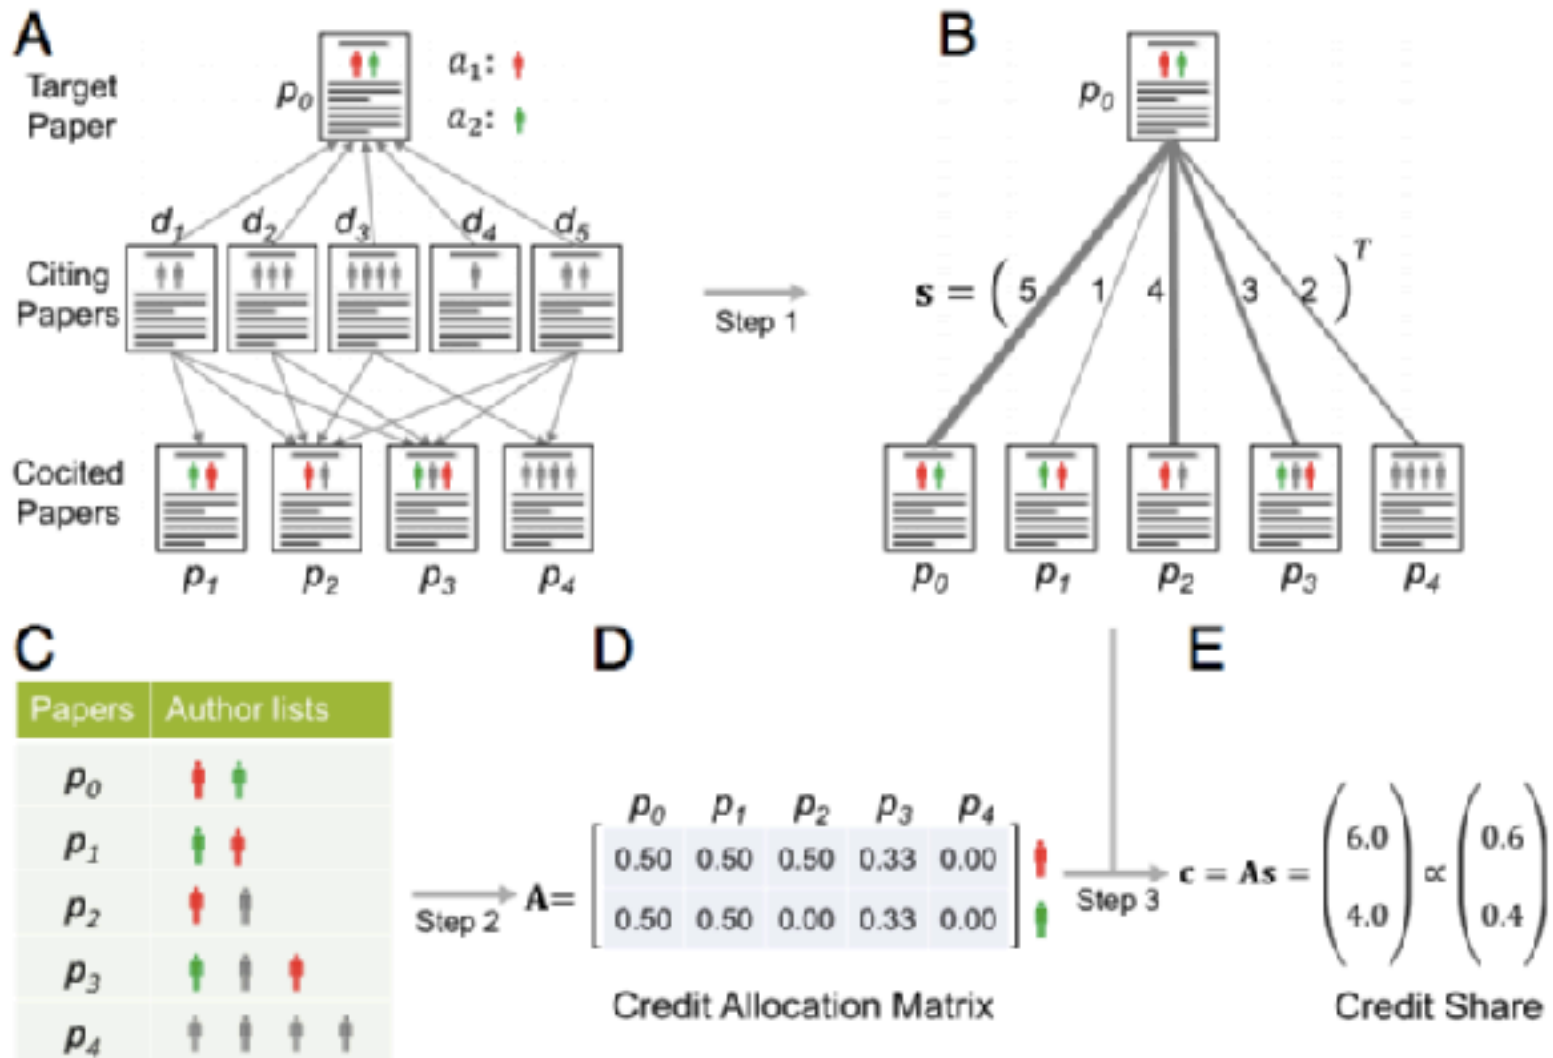 A
Target
Paper
p0
a1:
a2:
d1 d2 d3 d4 d5
Citing
Papers
Cocited
Papers
p1 p2 p3 p4
Step 1
B
p0
s = ( 5 1 4 3 2 )T
p0 p1 p2 p3 p4
C
Papers Author lists
p0
p1
p2
p3
p4
Step 2
D
p0 p1 p2 p3 p4
A=
0.50 0.50 0.50 0.33 0.00
0.50 0.50 0.00 0.33 0.00
Credit Allocation Matrix
Step 3
E
c = As = ( 6.0 4.0 ) ∝ ( 0.6 0.4 )
Credit Share